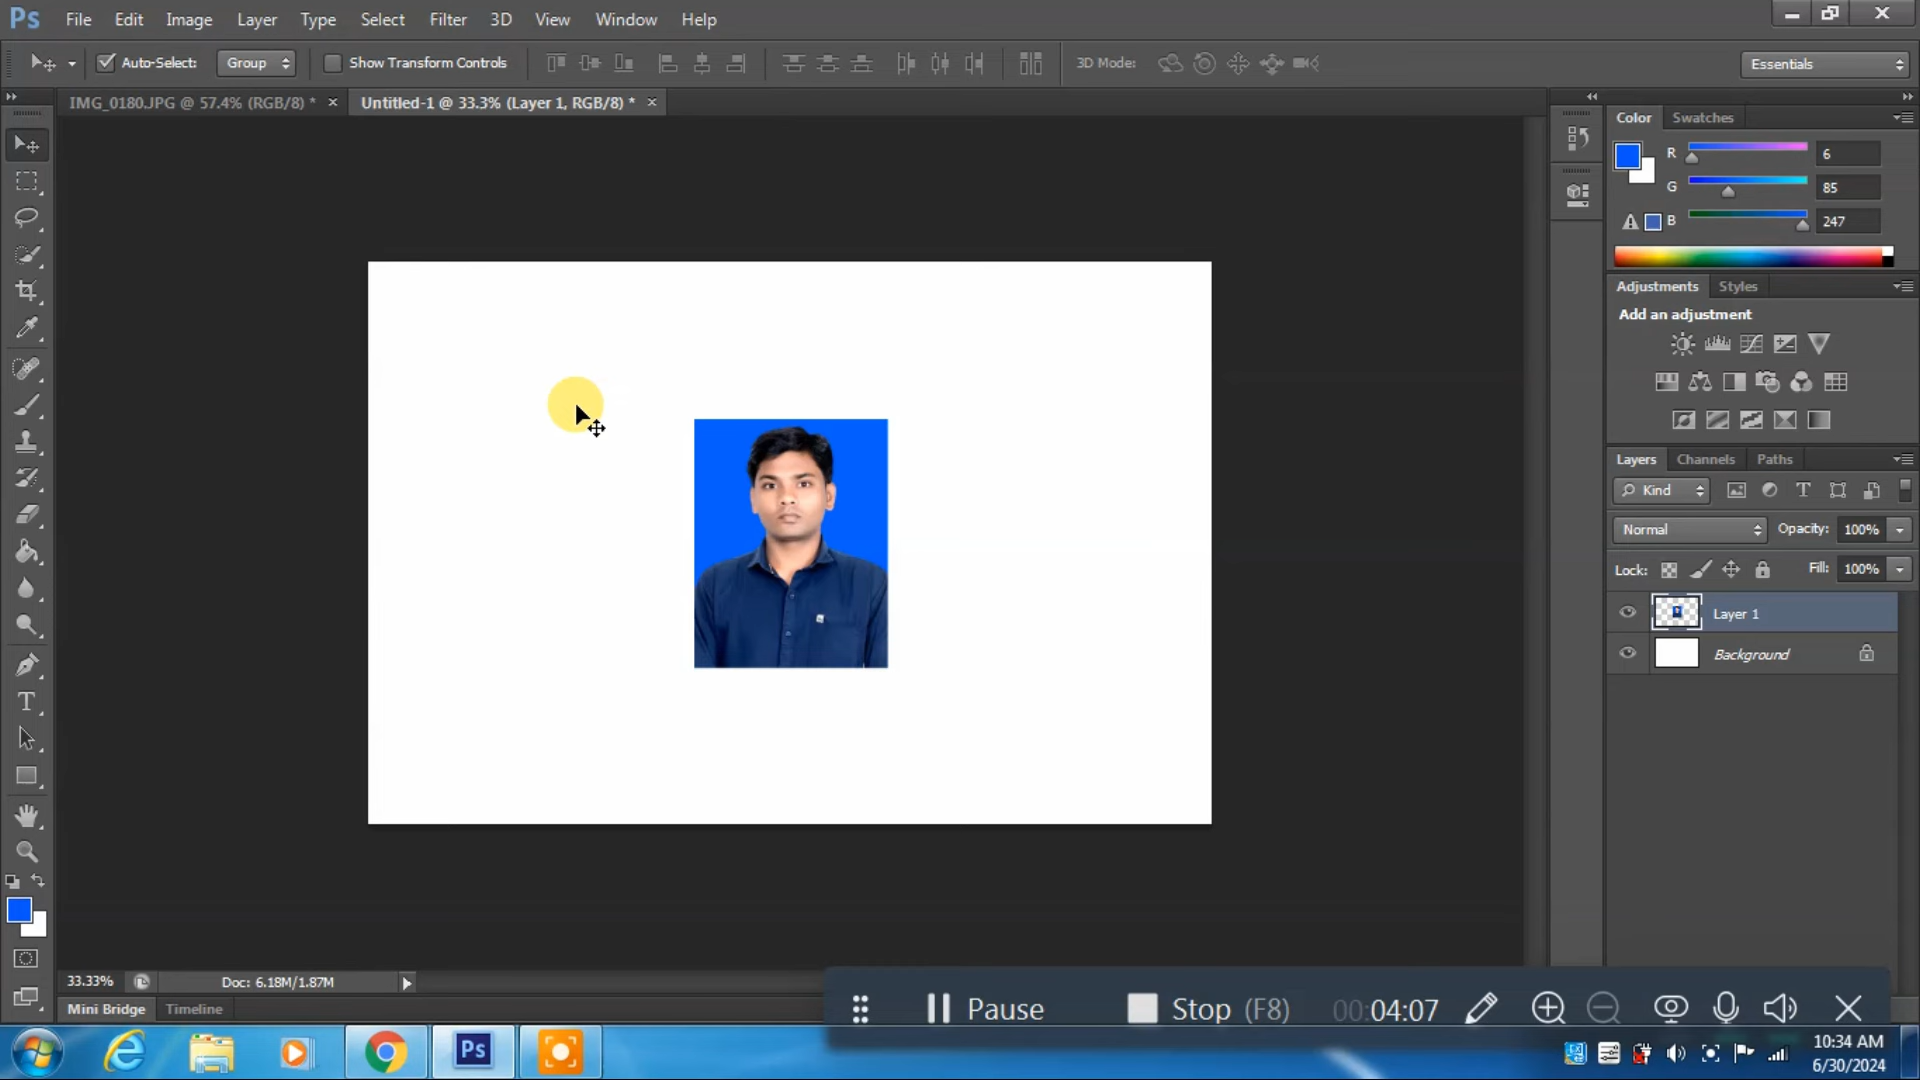 Ps File Edit Image Layer Type Select Filter 3D View Window Help
Auto-Select: Group Show Transform Controls 3D Mode: Essentials
IMG_0180.JPG @ 57.4% (RGB/8) * × Untitled-1 @ 33.3% (Layer 1, RGB/8) * ×
Color Swatches
R 6
G 85
B 247
Adjustments Styles
Add an adjustment
Layers Channels Paths
Kind
Normal Opacity: 100%
Lock: Fill: 100%
Layer 1
Background
33.33% Doc: 6.18M/1.87M
Mini Bridge Timeline
Pause Stop (F8) 00:04:07
Ps
10:34 AM
6/30/2024